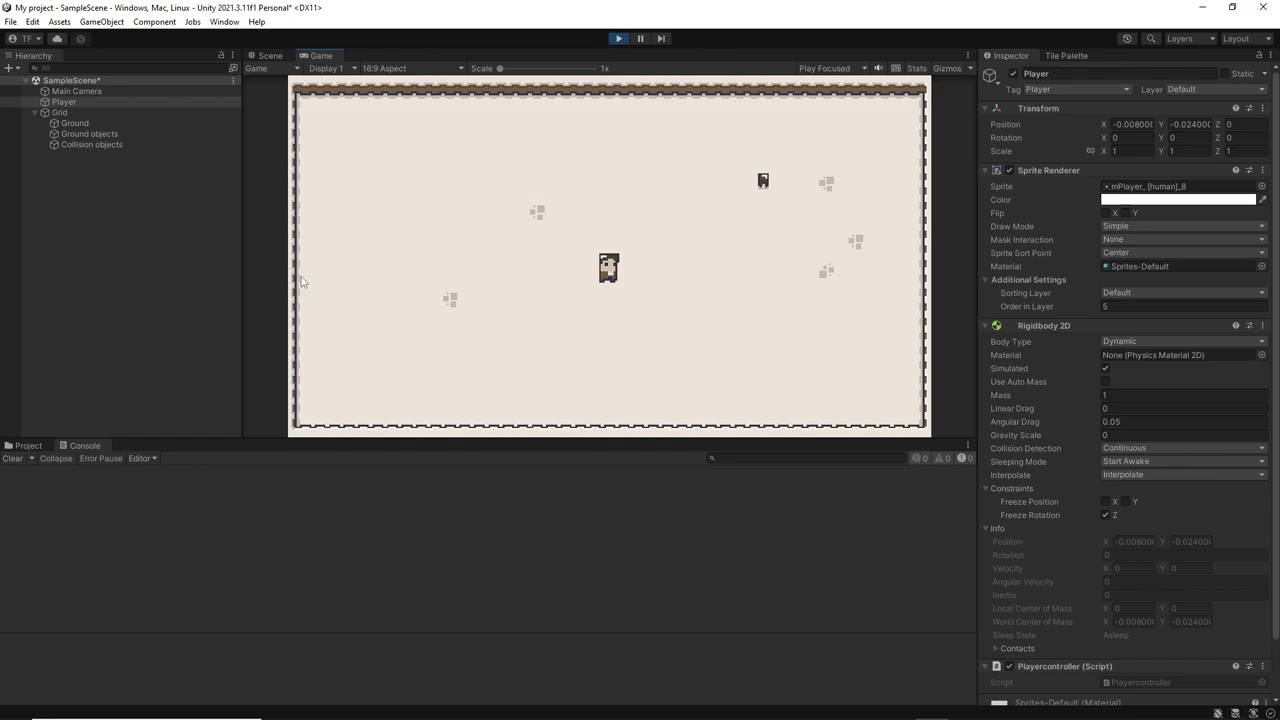 My project - SampleScene - Windows, Mac, Linux - Unity 2021.3.11f1 Personal* <DX11>
File Edit Assets GameObject Component Jobs Window Help
TF Layers Layout
Hierarchy Scene Game Inspector Tile Palette
All Game Display 1 16:9 Aspect Scale 1x Play Focused Stats Gizmos
Player Static
Tag Player Layer Default
SampleScene*
Main Camera
Player
Grid
Ground
Ground objects
Collision objects
Transform
Position X -0.008000 Y -0.024000 Z 0
Rotation X 0 Y 0 Z 0
Scale X 1 Y 1 Z 1
Sprite Renderer
Sprite mPlayer_ [human]_8
Color
Flip X Y
Draw Mode Simple
Mask Interaction None
Sprite Sort Point Center
Material Sprites-Default
Additional Settings
Sorting Layer Default
Order in Layer 5
Rigidbody 2D
Body Type Dynamic
Material None (Physics Material 2D)
Simulated
Use Auto Mass
Mass 1
Linear Drag 0
Angular Drag 0.05
Gravity Scale 0
Collision Detection Continuous
Sleeping Mode Start Awake
Interpolate Interpolate
Constraints
Freeze Position X Y
Freeze Rotation Z
Info
Position X -0.008000 Y -0.024000
Rotation 0
Velocity X 0 Y 0
Angular Velocity 0
Inertia 0
Local Center of Mass X 0 Y 0
World Center of Mass X -0.008000 Y -0.024000
Sleep State Asleep
Contacts
Playercontroller (Script)
Script Playercontroller
Sprites-Default (Material)
Project Console
Clear Collapse Error Pause Editor 0 0 0